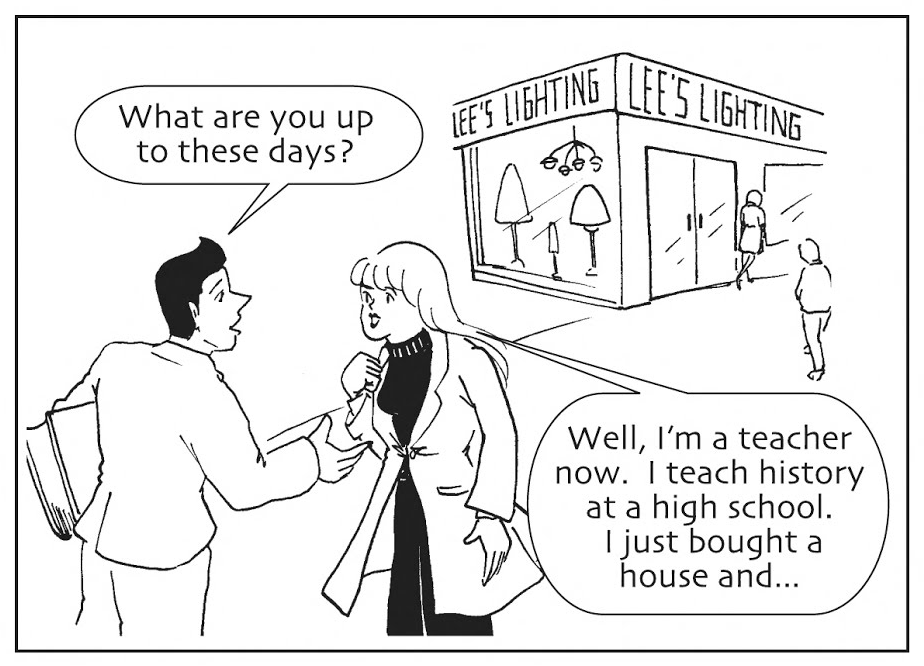 What are you up
to these days?
LEE'S LIGHTING
LEE'S LIGHTING
Well, I'm a teacher
now. I teach history
at a high school.
I just bought a
house and...